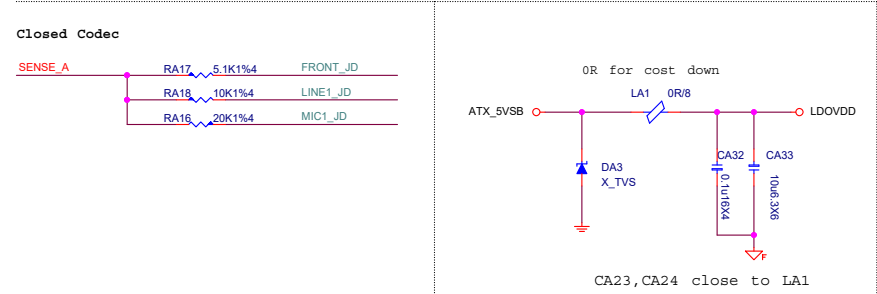 Closed Codec
SENSE_A
RA17 5.1K1%4 FRONT_JD
RA18 10K1%4 LINE1_JD
RA16 20K1%4 MIC1_JD
0R for cost down
LA1 0R/8
ATX_5VSB
LDOVDD
DA3
X_TVS
CA32
0.1u16X4
CA33
10u6.3X6
F
CA23,CA24 close to LA1